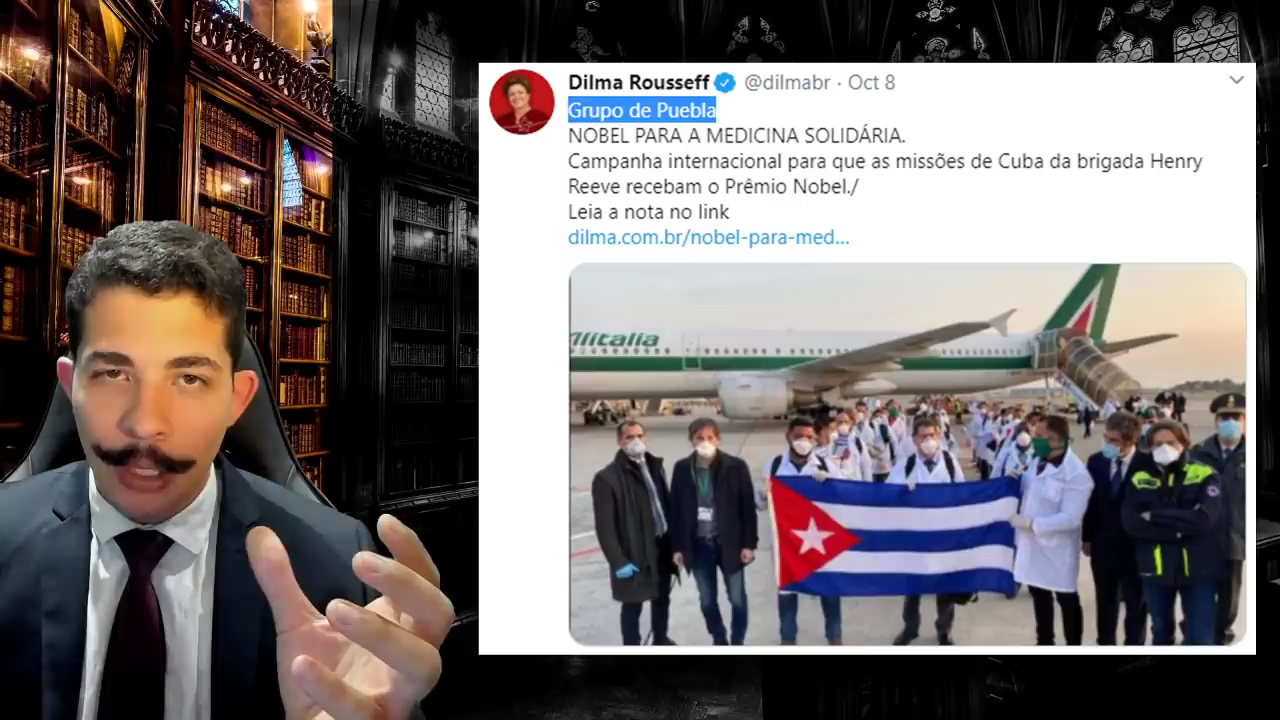 Dilma Rousseff @dilmabr · Oct 8
Grupo de Puebla
NOBEL PARA A MEDICINA SOLIDÁRIA.
Campanha internacional para que as missões de Cuba da brigada Henry
Reeve recebam o Prêmio Nobel./
Leia a nota no link
dilma.com.br/nobel-para-med...
Alitalia